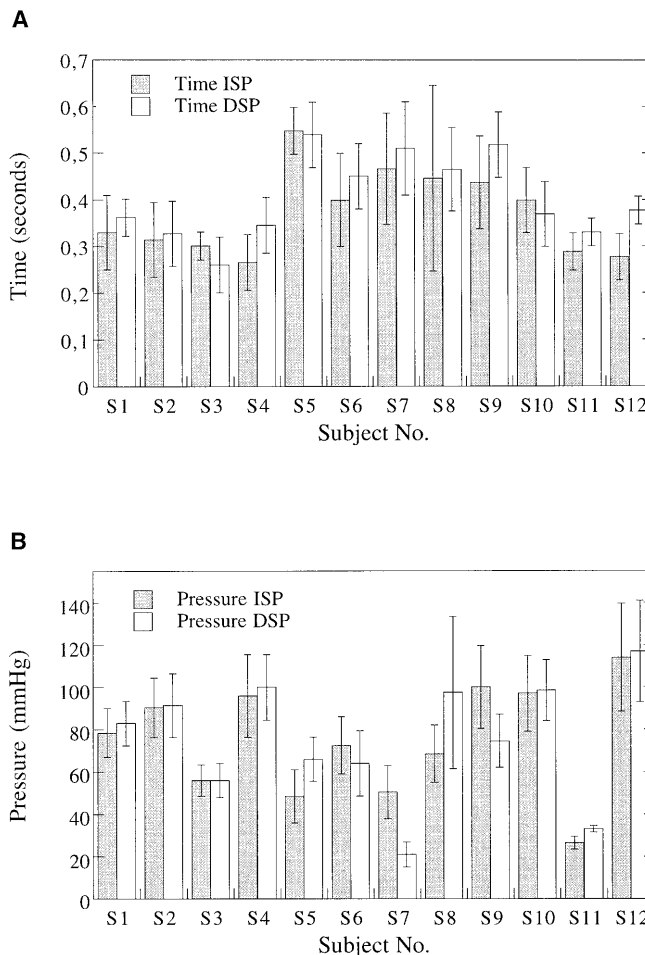 A
0,7
0,6
0,5
0,4
0,3
0,2
0,1
0
Time (seconds)
Time ISP
Time DSP
S1 S2 S3 S4 S5 S6 S7 S8 S9 S10 S11 S12
Subject No.
B
140
120
100
80
60
40
20
0
Pressure (mmHg)
Pressure ISP
Pressure DSP
S1 S2 S3 S4 S5 S6 S7 S8 S9 S10 S11 S12
Subject No.